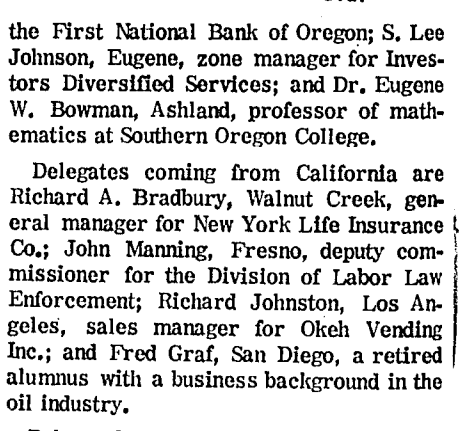 the First National Bank of Oregon; S. Lee
Johnson, Eugene, zone manager for Inves-
tors Diversified Services; and Dr. Eugene
W. Bowman, Ashland, professor of math-
ematics at Southern Oregon College.
Delegates coming from California are
Richard A. Bradbury, Walnut Creek, gen-
eral manager for New York Life Insurance
Co.; John Manning, Fresno, deputy com-
missioner for the Division of Labor Law
Enforcement; Richard Johnston, Los An-
geles, sales manager for Okeh Vending
Inc.; and Fred Graf, San Diego, a retired
alumnus with a business background in the
oil industry.